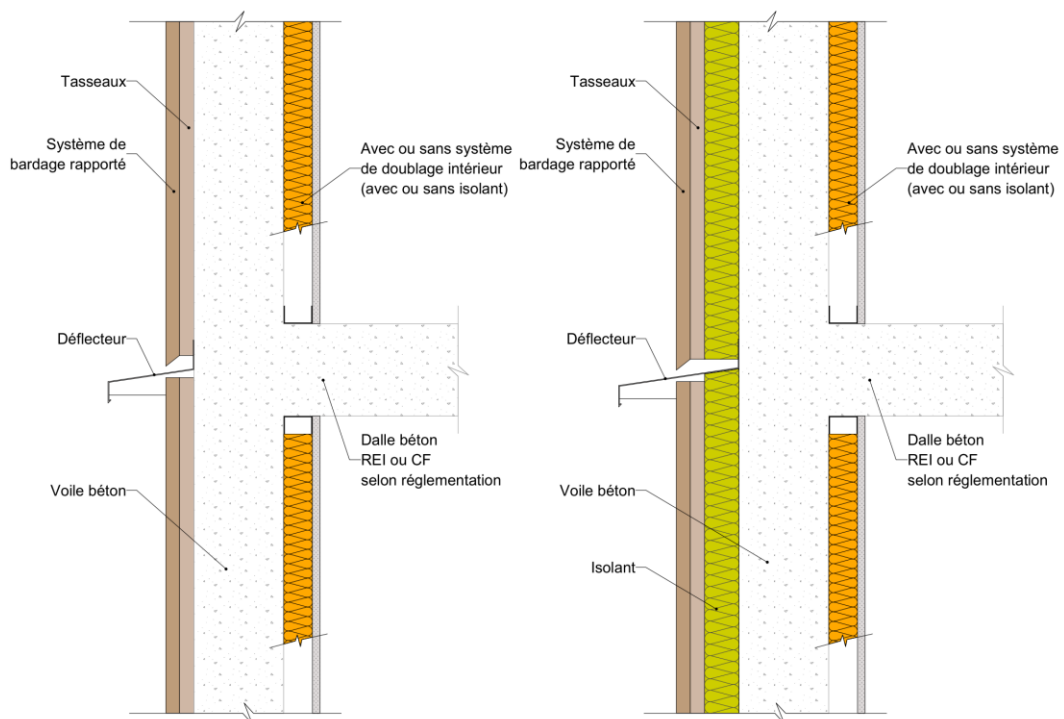 Tasseaux
Système de
bardage rapporté
Avec ou sans système
de doublage intérieur
(avec ou sans isolant)
Déflecteur
Dalle béton
REI ou CF
selon réglementation
Voile béton
Tasseaux
Système de
bardage rapporté
Avec ou sans système
de doublage intérieur
(avec ou sans isolant)
Déflecteur
Dalle béton
REI ou CF
selon réglementation
Voile béton
Isolant